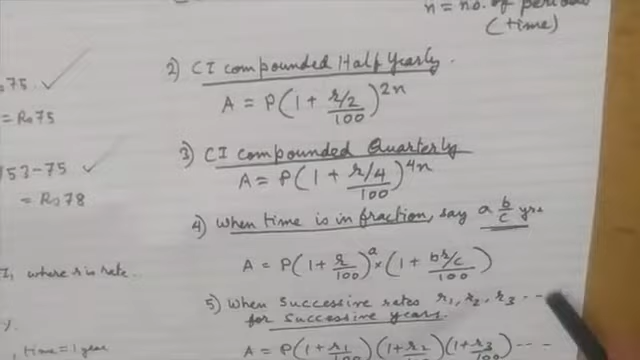 n = no. of period
(time)
75 ✓
= Rs 75
53-75 ✓
= Rs 78
2) CI compounded Half Yearly.
A = P(1 + r/2 / 100)^2n
3) CI compounded Quarterly
A = P(1 + r/4 / 100)^4n
4) When time is in fraction, say a b/c yrs
A = P(1 + r/100)^a × (1 + br/c / 100)
where r is rate..
5) When successive rates r1, r2, r3 ---
for successive years.
time = 1 year
A = P(1 + r1/100)(1 + r2/100)(1 + r3/100) ---